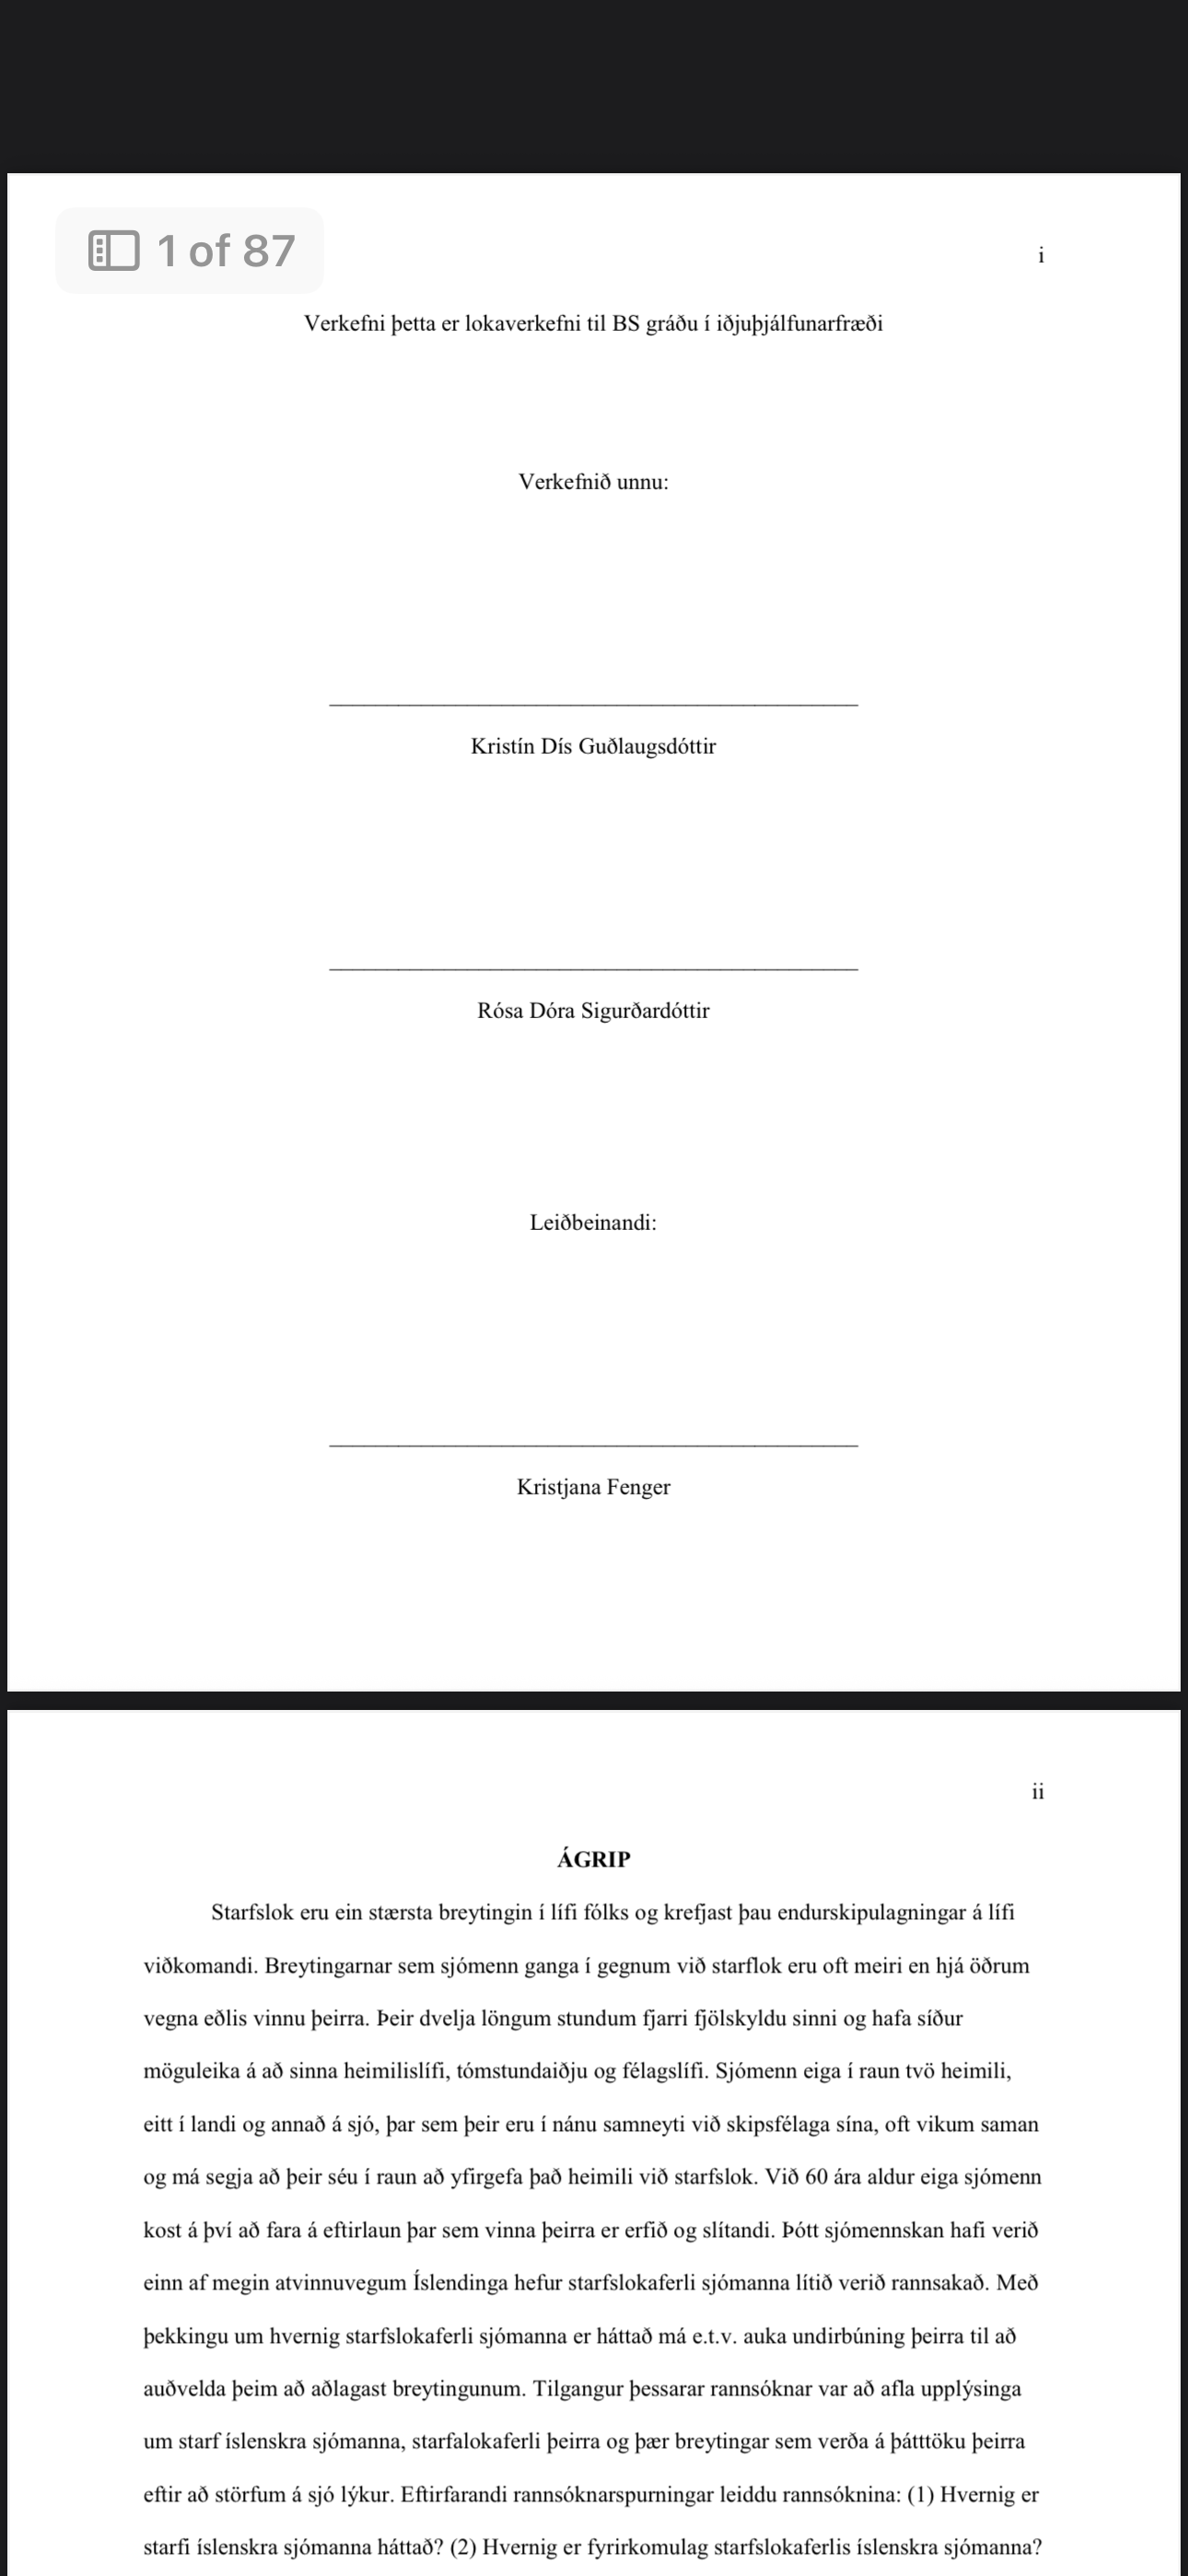 1 of 87
i
Verkefni þetta er lokaverkefni til BS gráðu í iðjuþjálfunarfræði
Verkefnið unnu:
Kristín Dís Guðlaugsdóttir
Rósa Dóra Sigurðardóttir
Leiðbeinandi:
Kristjana Fenger
ii
ÁGRIP
Starfslok eru ein stærsta breytingin í lífi fólks og krefjast þau endurskipulagningar á lífi
viðkomandi. Breytingarnar sem sjómenn ganga í gegnum við starflok eru oft meiri en hjá öðrum
vegna eðlis vinnu þeirra. Þeir dvelja löngum stundum fjarri fjölskyldu sinni og hafa síður
möguleika á að sinna heimilislífi, tómstundaiðju og félagslífi. Sjómenn eiga í raun tvö heimili,
eitt í landi og annað á sjó, þar sem þeir eru í nánu samneyti við skipsfélaga sína, oft vikum saman
og má segja að þeir séu í raun að yfirgefa það heimili við starfslok. Við 60 ára aldur eiga sjómenn
kost á því að fara á eftirlaun þar sem vinna þeirra er erfið og slítandi. Þótt sjómennskan hafi verið
einn af megin atvinnuvegum Íslendinga hefur starfslokaferli sjómanna lítið verið rannsakað. Með
þekkingu um hvernig starfslokaferli sjómanna er háttað má e.t.v. auka undirbúning þeirra til að
auðvelda þeim að aðlagast breytingunum. Tilgangur þessarar rannsóknar var að afla upplýsinga
um starf íslenskra sjómanna, starfalokaferli þeirra og þær breytingar sem verða á þátttöku þeirra
eftir að störfum á sjó lýkur. Eftirfarandi rannsóknarspurningar leiddu rannsóknina: (1) Hvernig er
starfi íslenskra sjómanna háttað? (2) Hvernig er fyrirkomulag starfslokaferlis íslenskra sjómanna?